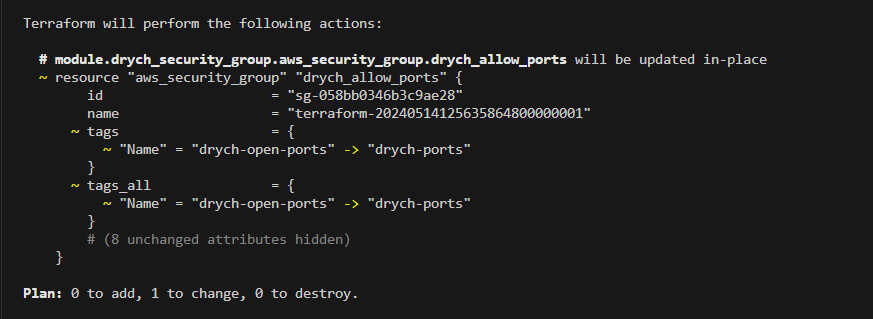 Terraform will perform the following actions:
# module.drych_security_group.aws_security_group.drych_allow_ports will be updated in-place
~ resource "aws_security_group" "drych_allow_ports" {
id = "sg-058bb0346b3c9ae28"
name = "terraform-20240514125635864800000001"
~ tags = {
~ "Name" = "drych-open-ports" -> "drych-ports"
}
~ tags_all = {
~ "Name" = "drych-open-ports" -> "drych-ports"
}
# (8 unchanged attributes hidden)
}
Plan: 0 to add, 1 to change, 0 to destroy.